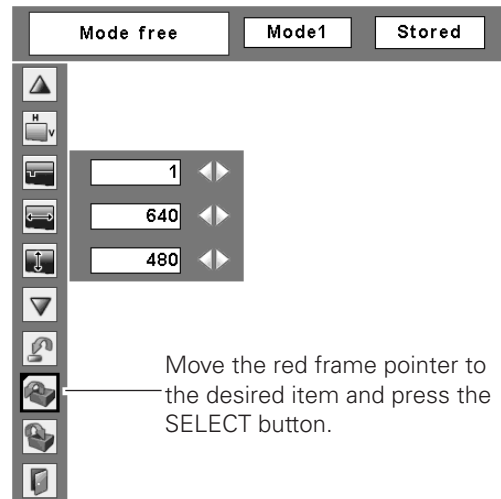 Mode free Mode1 Stored
H
V
1
640
480
Move the red frame pointer to
the desired item and press the
SELECT button.